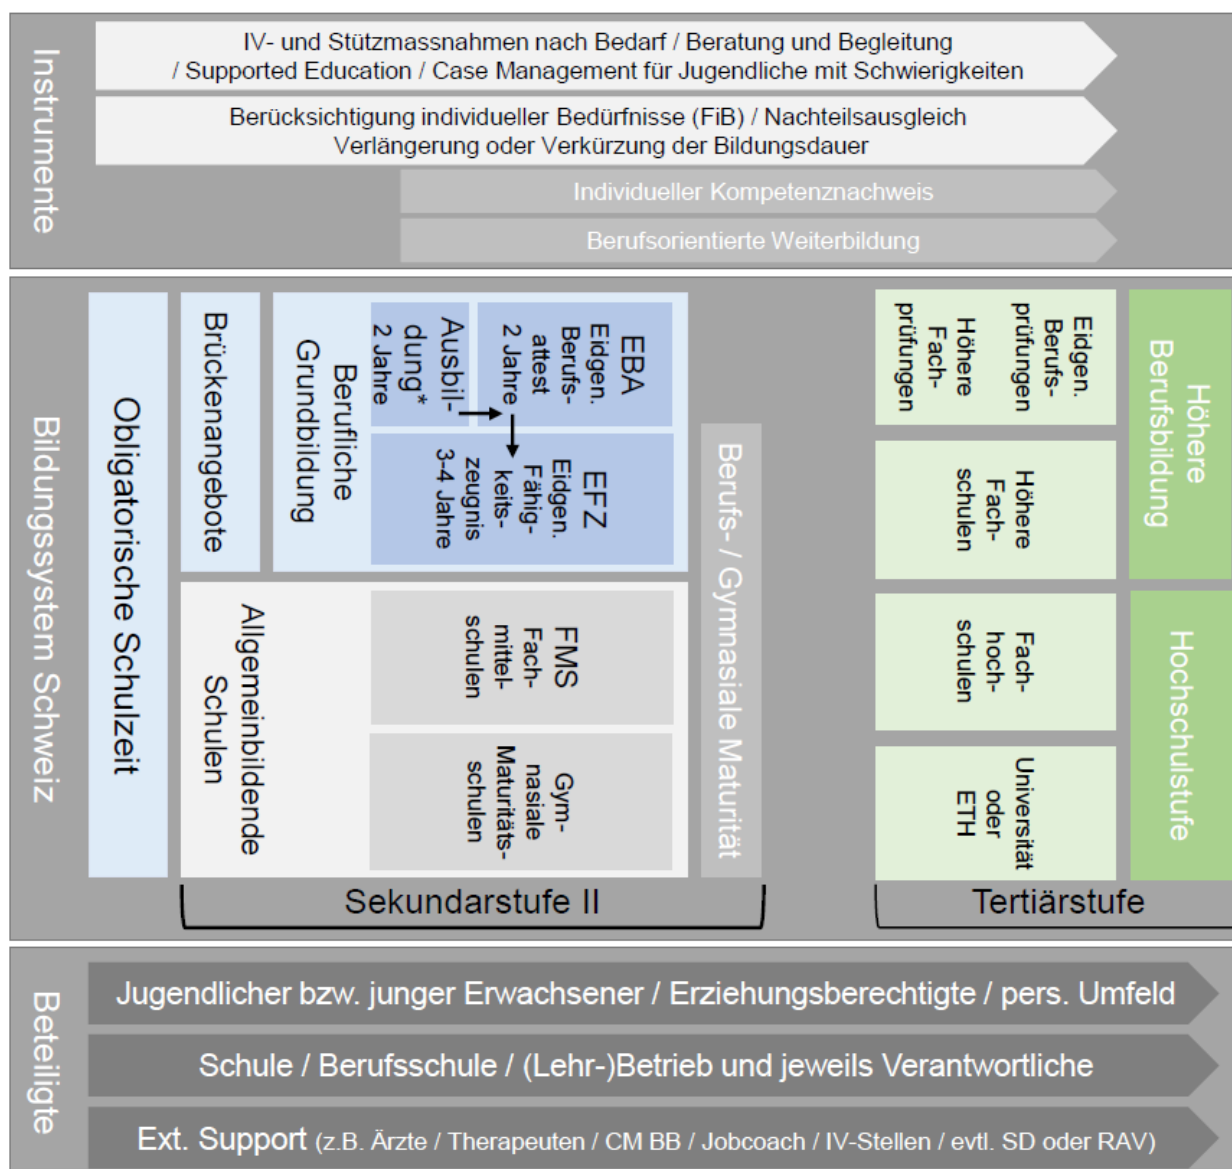 Instrumente
IV- und Stützmassnahmen nach Bedarf / Beratung und Begleitung
/ Supported Education / Case Management für Jugendliche mit Schwierigkeiten
Berücksichtigung individueller Bedürfnisse (FiB) / Nachteilsausgleich
Verlängerung oder Verkürzung der Bildungsdauer
Individueller Kompetenznachweis
Berufsorientierte Weiterbildung
Bildungssystem Schweiz
Obligatorische Schulzeit
Brückenangebote
Berufliche
Grundbildung
Ausbil-
dung*
2 Jahre
EBA
Eidgen.
Berufs-
attest
2 Jahre
EFZ
Eidgen.
Fähig-
keits-
zeugnis
3-4 Jahre
Allgemeinbildende
Schulen
FMS
Fach-
mittel-
schulen
Gym-
nasiale
Maturitäts-
schulen
Berufs- / Gymnasiale Maturität
Eidgen.
Berufs-
prüfungen
Höhere
Fach-
prüfungen
Höhere
Fach-
schulen
Fach-
hoch-
schulen
Universität
oder
ETH
Höhere
Berufsbildung
Hochschulstufe
Sekundarstufe II
Tertiärstufe
Beteiligte
Jugendlicher bzw. junger Erwachsener / Erziehungsberechtigte / pers. Umfeld
Schule / Berufsschule / (Lehr-)Betrieb und jeweils Verantwortliche
Ext. Support (z.B. Ärzte / Therapeuten / CM BB / Jobcoach / IV-Stellen / evtl. SD oder RAV)